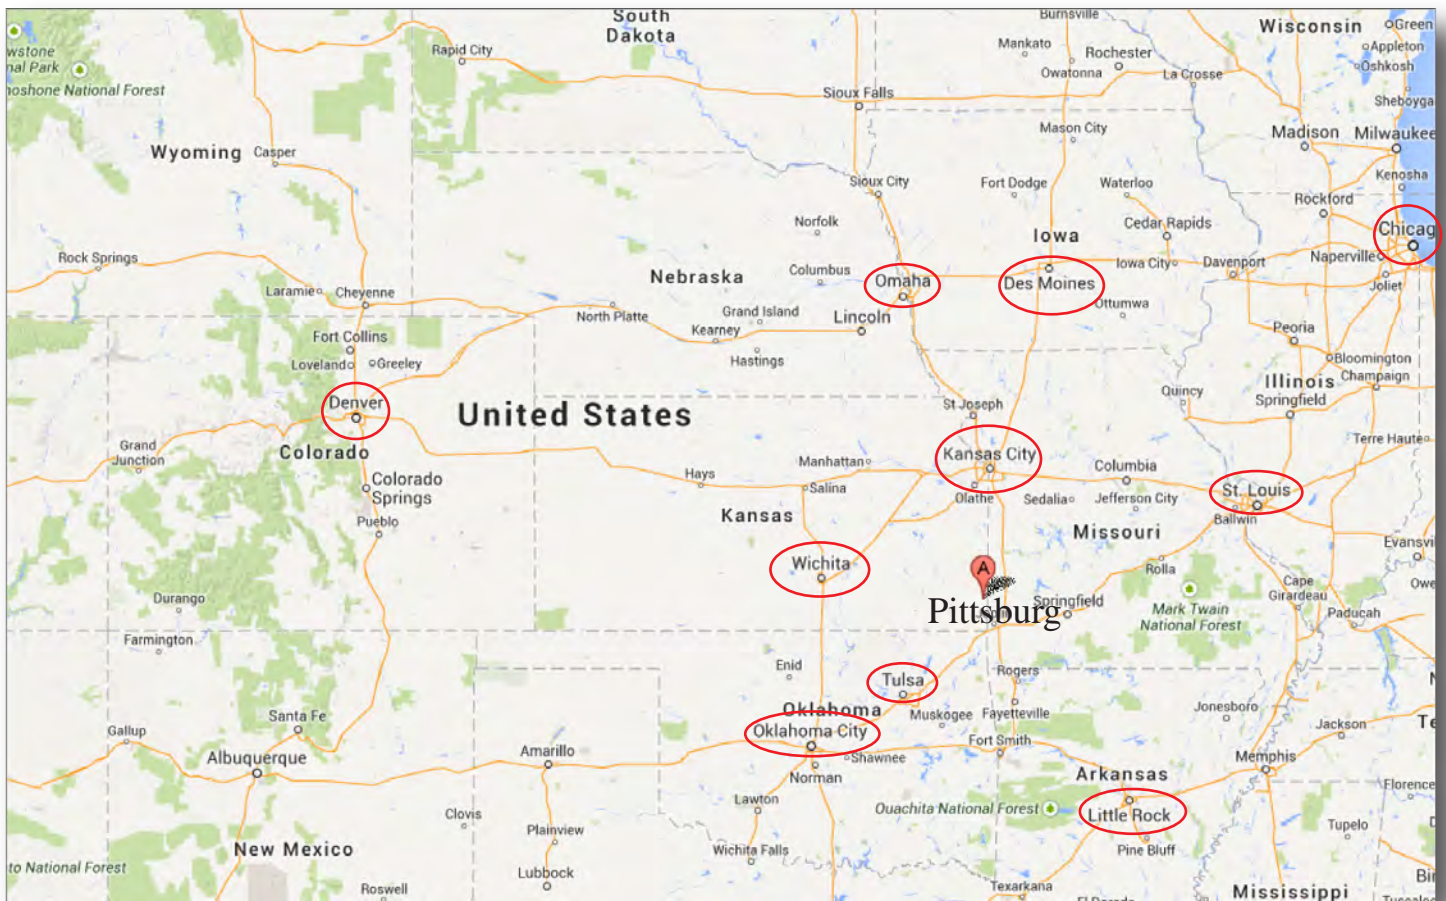 South
Dakota
Burnsville
Wisconsin
Green
Appleton
Oshkosh
Rapid City
Mankato
Rochester
Owatonna
La Crosse
wstone
nal Park
hoshone National Forest
Sioux Falls
Sheboyga
Mason City
Madison
Milwaukee
Wyoming
Casper
Kenosha
Sioux City
Fort Dodge
Waterloo
Rockford
Norfolk
Cedar Rapids
Chicag
Iowa
Rock Springs
Naperville
Nebraska
Columbus
Omaha
Des Moines
Iowa City
Davenport
Joliet
Laramie
Cheyenne
Ottumwa
North Platte
Grand Island
Lincoln
Kearney
Peoria
Fort Collins
Hastings
Bloomington
Loveland
Greeley
Illinois
Champaign
Quincy
Springfield
Denver
United States
St Joseph
Terre Haute
Grand
Junction
Colorado
Kansas City
Manhattan
Columbia
Hays
Colorado
Springs
Salina
Olathe
Sedalia
Jefferson City
St. Louis
Ballwin
Pueblo
Kansas
Missouri
Evansvi
Wichita
A
Rolla
Cape
Girardeau
Owe
Durango
Pittsburg
Springfield
Mark Twain
National Forest
Paducah
Farmington
Enid
Tulsa
Rogers
Oklahoma
Muskogee
Fayetteville
Jonesboro
Santa Fe
Jackson
Te
Gallup
Oklahoma City
Fort Smith
Albuquerque
Amarillo
Shawnee
Memphis
Norman
Arkansas
Florence
Lawton
Ouachita National Forest
Little Rock
Clovis
Plainview
Tupelo
New Mexico
Wichita Falls
Pine Bluff
to National Forest
Lubbock
Roswell
Texarkana
El Dorado
Mississippi
Bir
Tuscaloo